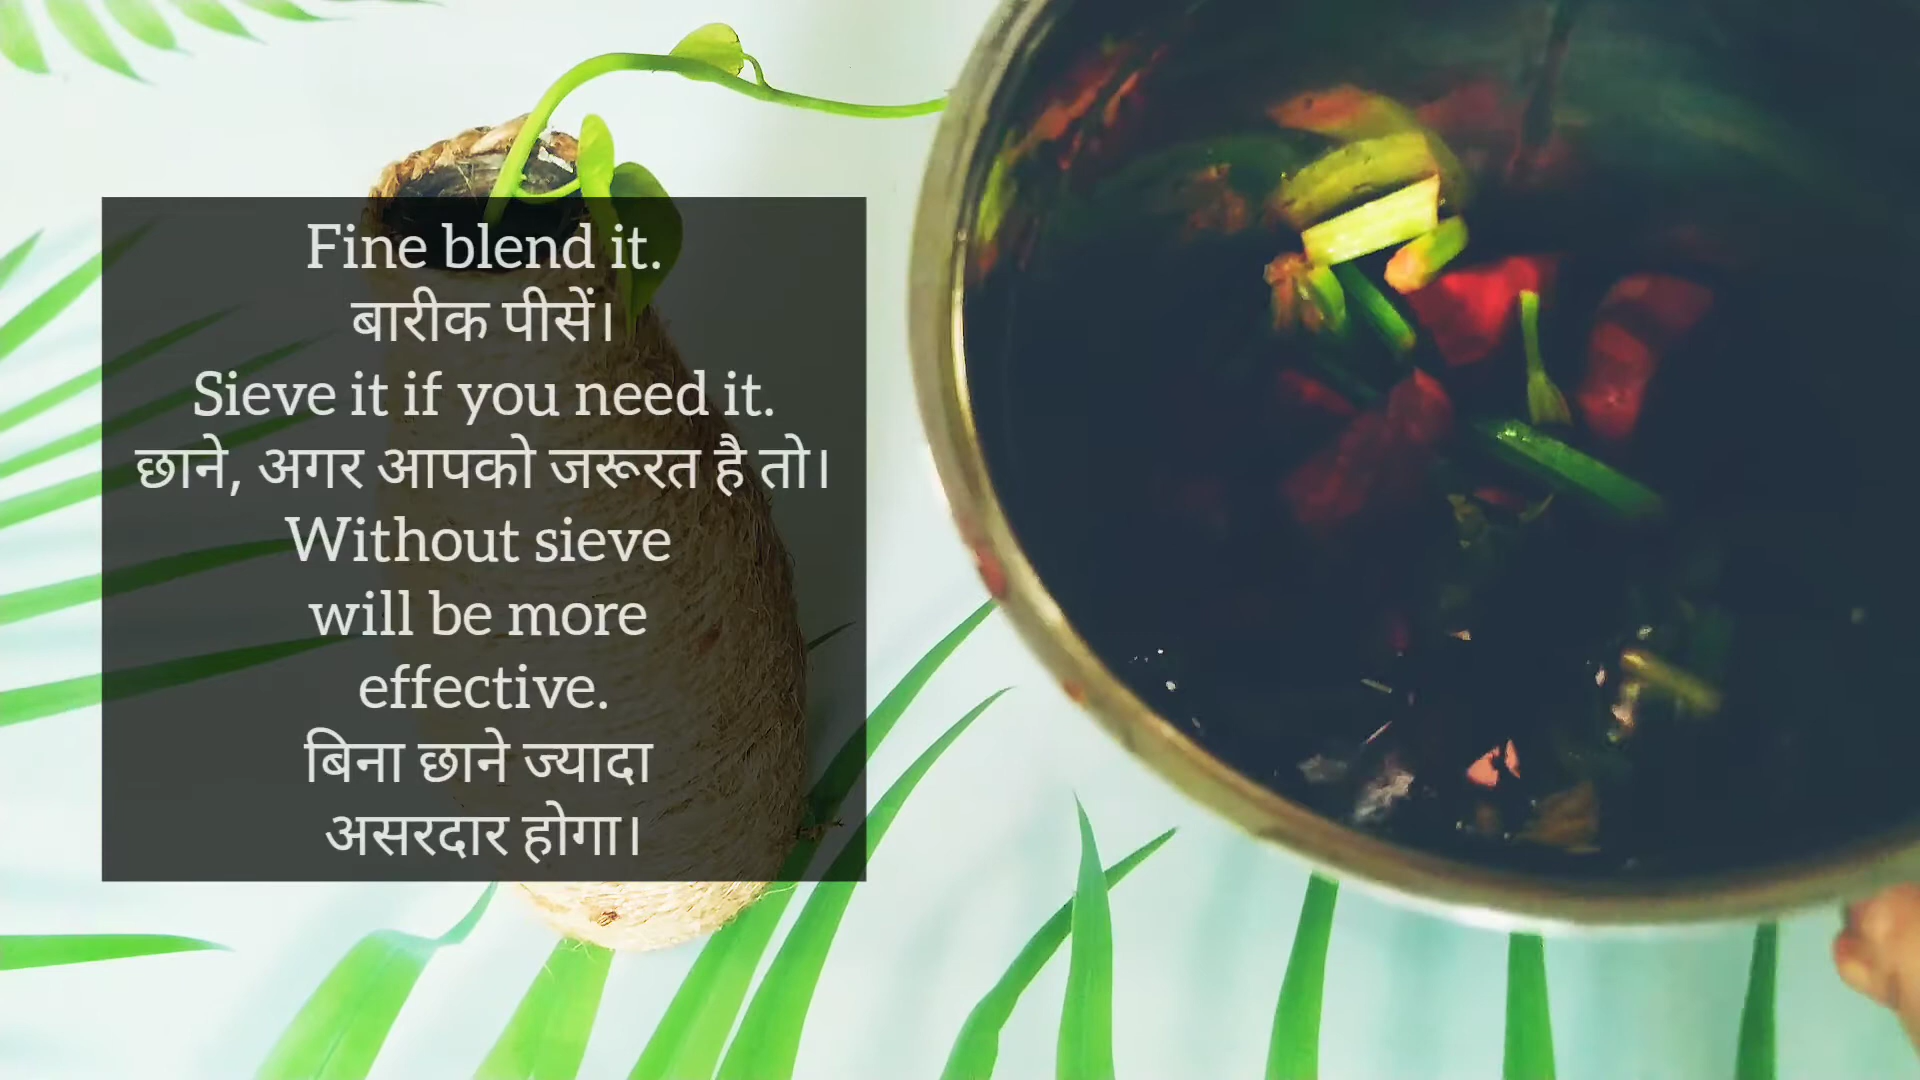 Fine blend it.
बारीक पीसें।
Sieve it if you need it.
छाने, अगर आपको जरूरत है तो।
Without sieve
will be more
effective.
बिना छाने ज्यादा
असरदार होगा।